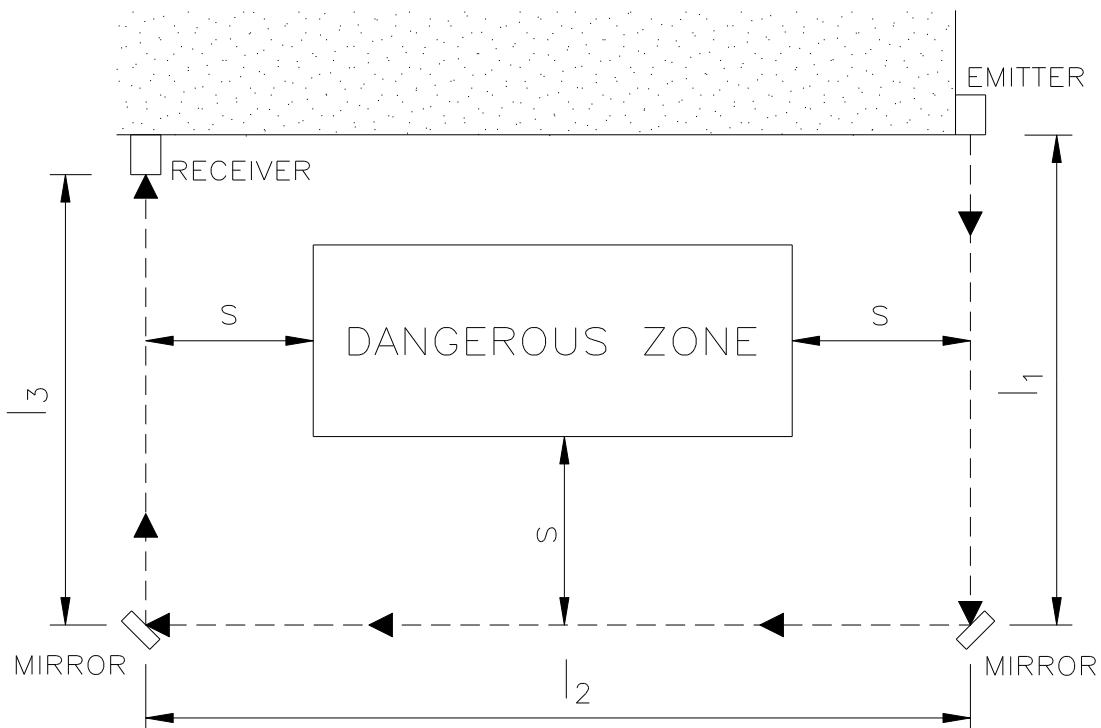 EMITTER
RECEIVER
S
S
DANGEROUS ZONE
l1
l3
S
MIRROR
MIRROR
l2